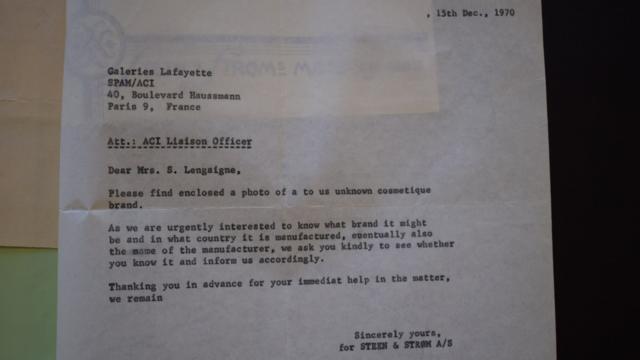 , 15th Dec., 1970
Galeries Lafayette
SPAM/ACI
40, Boulevard Haussmann
Paris 9, France
Att.: ACI Liaison Officer
Dear Mrs. S. Lengaigne,
Please find enclosed a photo of a to us unknown cosmetique
brand.
As we are urgently interested to know what brand it might
be and in what country it is manufactured, eventually also
the name of the manufacturer, we ask you kindly to see whether
you know it and inform us accordingly.
Thanking you in advance for your immediat help in the matter,
we remain
Sincerely yours,
for STEEN & STRØM A/S